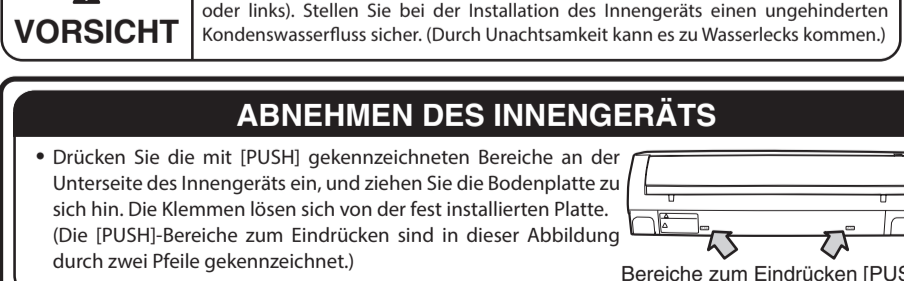 oder links). Stellen Sie bei der Installation des Innengeräts einen ungehinderten
VORSICHT
Kondenswasserfluss sicher. (Durch Unachtsamkeit kann es zu Wasserlecks kommen.)
ABNEHMEN DES INNENGERÄTS
• Drücken Sie die mit [PUSH] gekennzeichneten Bereiche an der
Unterseite des Innengeräts ein, und ziehen Sie die Bodenplatte zu
sich hin. Die Klemmen lösen sich von der fest installierten Platte.
(Die [PUSH]-Bereiche zum Eindrücken sind in dieser Abbildung
durch zwei Pfeile gekennzeichnet.)
Bereiche zum Eindrücken [PUS